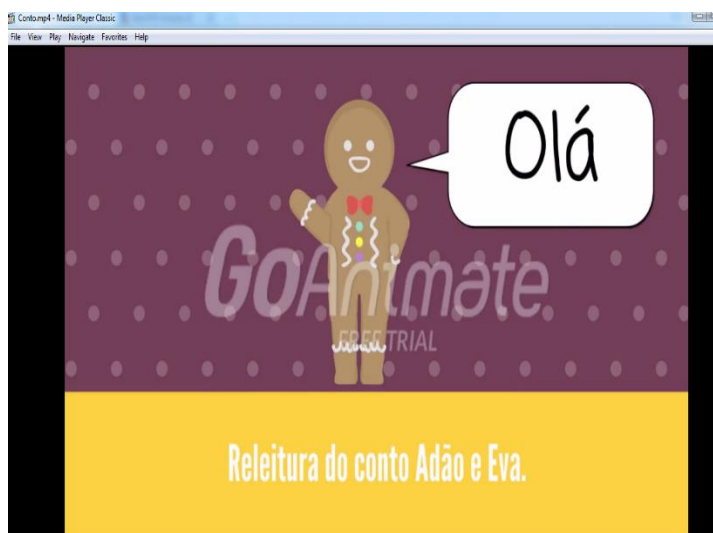 Conto.mp4 - Media Player Classic
File View Play Navigate Favorites Help
Olá
GoAnimate
FREE TRIAL
Releitura do conto Adão e Eva.